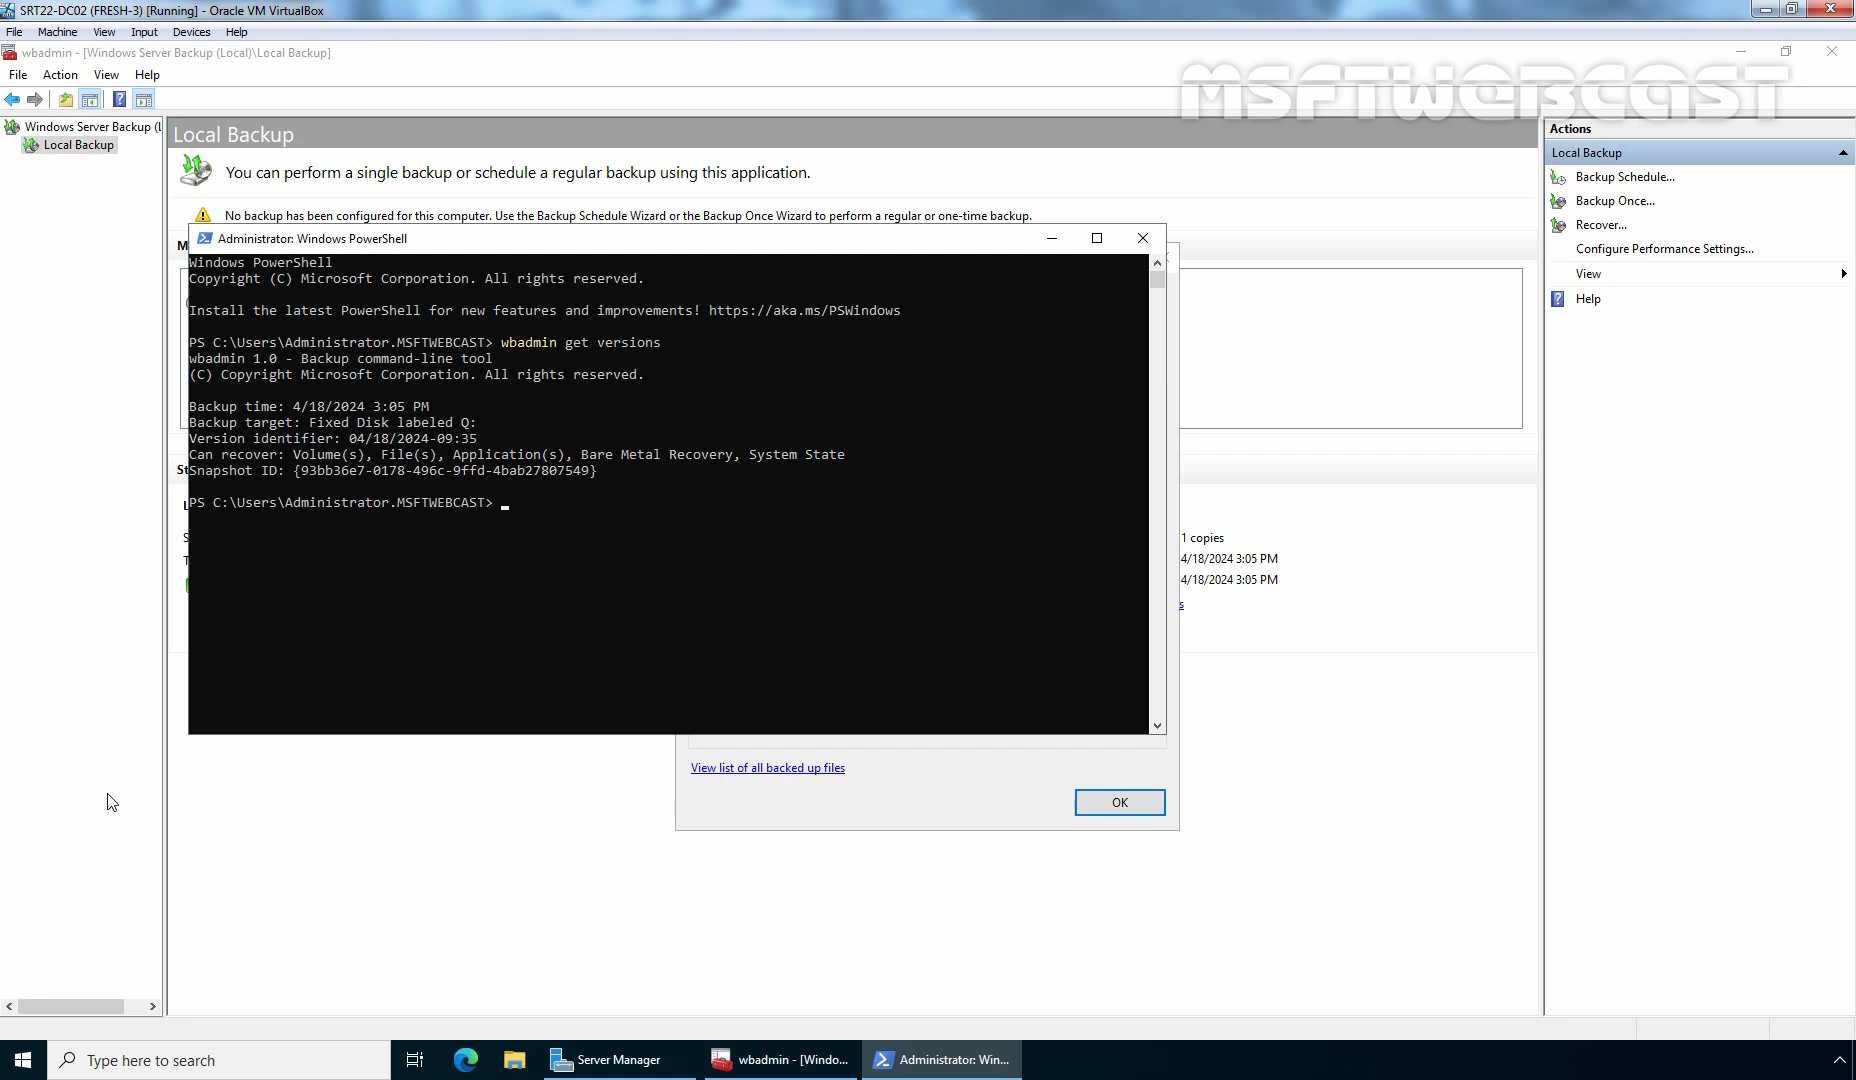 SRT22-DC02 (FRESH-3) [Running] - Oracle VM VirtualBox
File Machine View Input Devices Help
wbadmin - [Windows Server Backup (Local)\Local Backup]
File Action View Help
MSFTWEBCAST
Windows Server Backup (L
Local Backup
Local Backup
You can perform a single backup or schedule a regular backup using this application.
No backup has been configured for this computer. Use the Backup Schedule Wizard or the Backup Once Wizard to perform a regular or one-time backup.
Administrator: Windows PowerShell
Windows PowerShell
Copyright (C) Microsoft Corporation. All rights reserved.
Install the latest PowerShell for new features and improvements! https://aka.ms/PSWindows
PS C:\Users\Administrator.MSFTWEBCAST> wbadmin get versions
wbadmin 1.0 - Backup command-line tool
(C) Copyright Microsoft Corporation. All rights reserved.
Backup time: 4/18/2024 3:05 PM
Backup target: Fixed Disk labeled Q:
Version identifier: 04/18/2024-09:35
Can recover: Volume(s), File(s), Application(s), Bare Metal Recovery, System State
Snapshot ID: {93bb36e7-0178-496c-9ffd-4bab27807549}
PS C:\Users\Administrator.MSFTWEBCAST>
1 copies
4/18/2024 3:05 PM
4/18/2024 3:05 PM
View list of all backed up files
OK
Actions
Local Backup
Backup Schedule...
Backup Once...
Recover...
Configure Performance Settings...
View
Help
Type here to search
Server Manager
wbadmin - [Windo...
Administrator: Win...